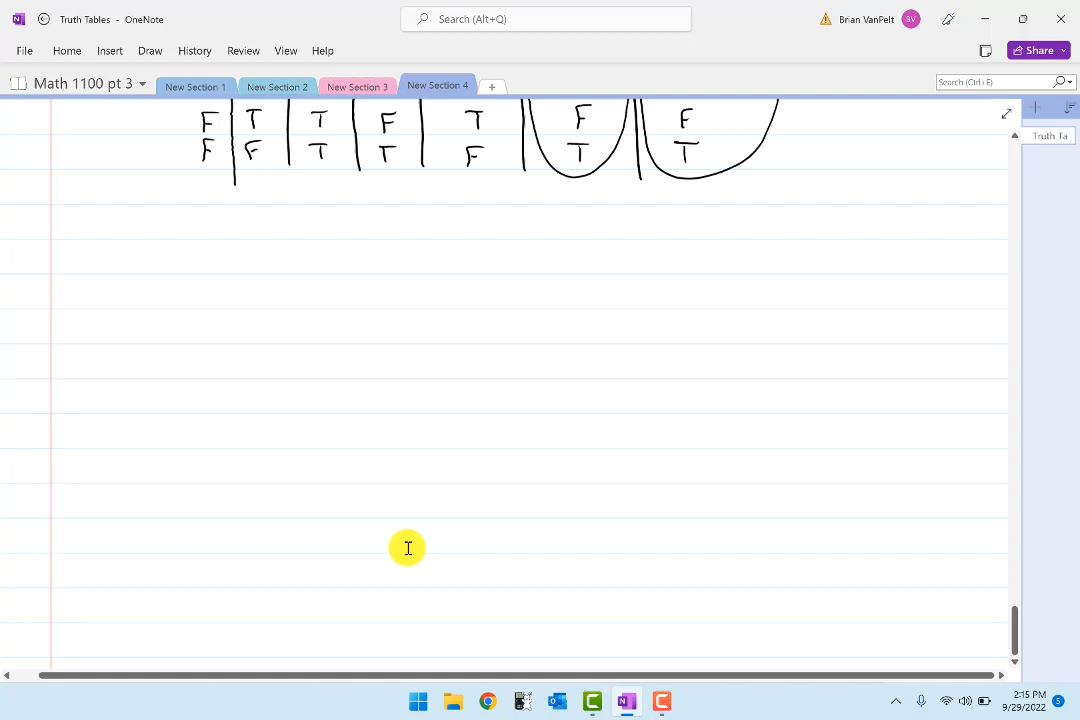 Truth Tables - OneNote
Search (Alt+Q)
Brian VanPelt
BV
File Home Insert Draw History Review View Help
Share
Math 1100 pt 3
New Section 1
New Section 2
New Section 3
New Section 4
+
Search (Ctrl+E)
F T T F T F F
F F T T F T T
Truth Ta
2:15 PM
9/29/2022
5